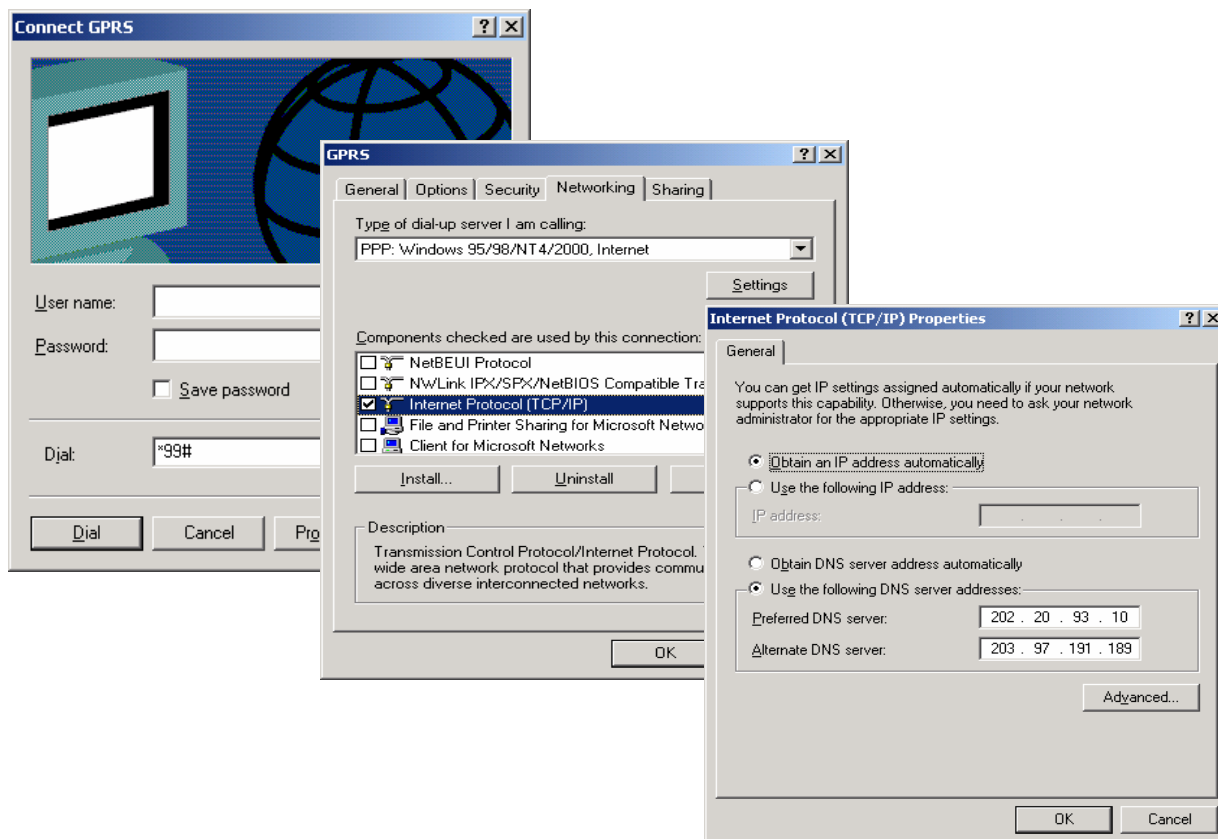 Connect GPRS
User name:
Password:
Save password
Dial:
*99#
Dial
Cancel
GPRS
General
Options
Security
Networking
Sharing
Type of dial-up server I am calling:
PPP: Windows 95/98/NT4/2000, Internet
Settings
Components checked are used by this connection:
NetBEUI Protocol
NWLink IPX/SPX/NetBIOS Compatible
Internet Protocol (TCP/IP)
File and Printer Sharing for Microsoft
Client for Microsoft Networks
Install...
Uninstall
Description
Transmission Control Protocol/Internet Protocol.
wide area network protocol that provides
across diverse interconnected networks.
OK
Internet Protocol (TCP/IP) Properties
General
You can get IP settings assigned automatically if your network
supports this capability. Otherwise, you need to ask your network
administrator for the appropriate IP settings.
Obtain an IP address automatically
Use the following IP address:
IP address:
. . .
Obtain DNS server address automatically
Use the following DNS server addresses:
Preferred DNS server:
202 . 20 . 93 . 10
Alternate DNS server:
203 . 97 . 191 . 189
Advanced...
OK
Cancel